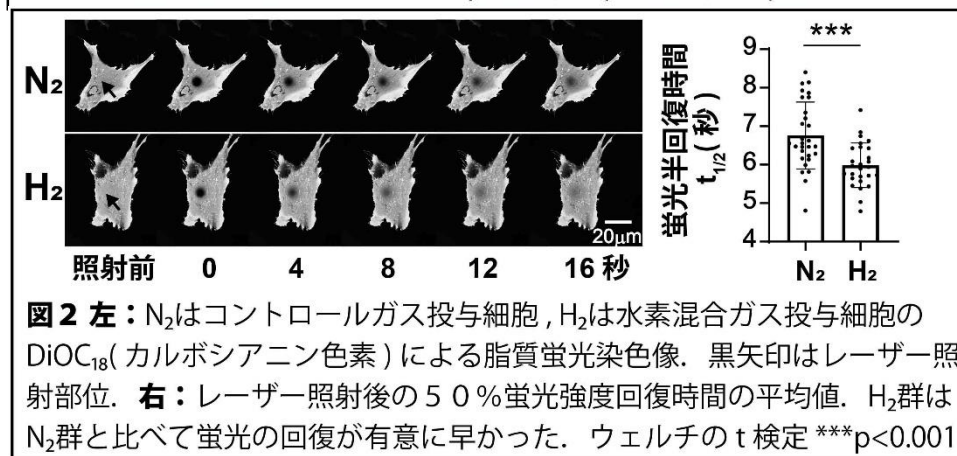 N₂
H₂
20μm
照射前 0 4 8 12 16 秒
蛍光半回復時間
t₁/₂(秒)
***
9
8
7
6
5
4
N₂ H₂
図2 左：N₂はコントロールガス投与細胞 , H₂は水素混合ガス投与細胞の
DiOC₁₈( カルボシアニン色素 ) による脂質蛍光染色像. 黒矢印はレーザー照
射部位. 右：レーザー照射後の５０%蛍光強度回復時間の平均値. H₂群は
N₂群と比べて蛍光の回復が有意に早かった. ウェルチの t 検定 ***p<0.001